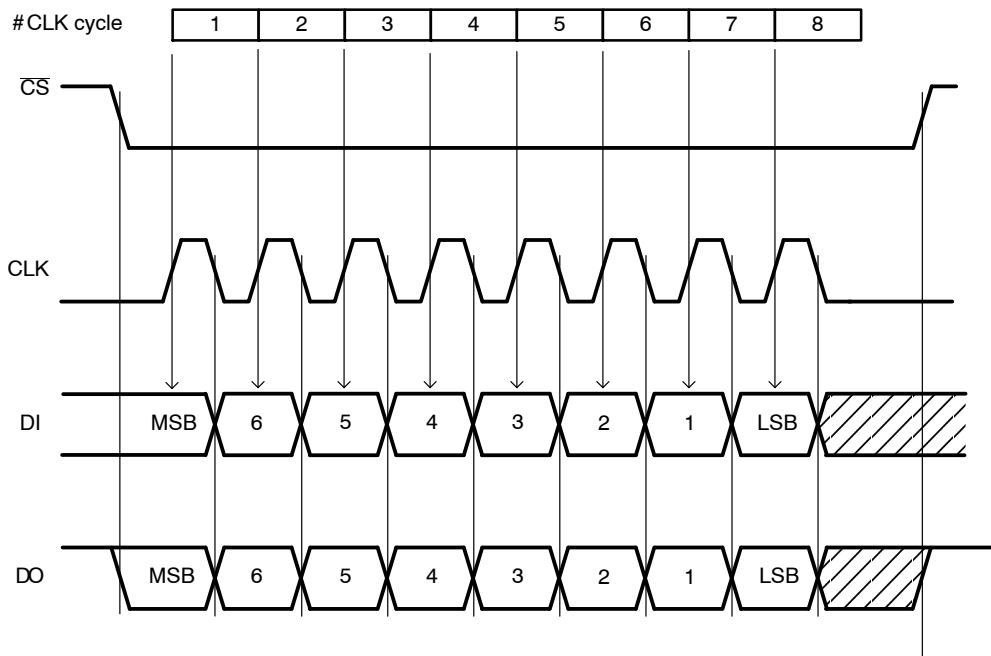 # CLK cycle 1 2 3 4 5 6 7 8
C̅S̅
CLK
DI MSB 6 5 4 3 2 1 LSB
DO MSB 6 5 4 3 2 1 LSB